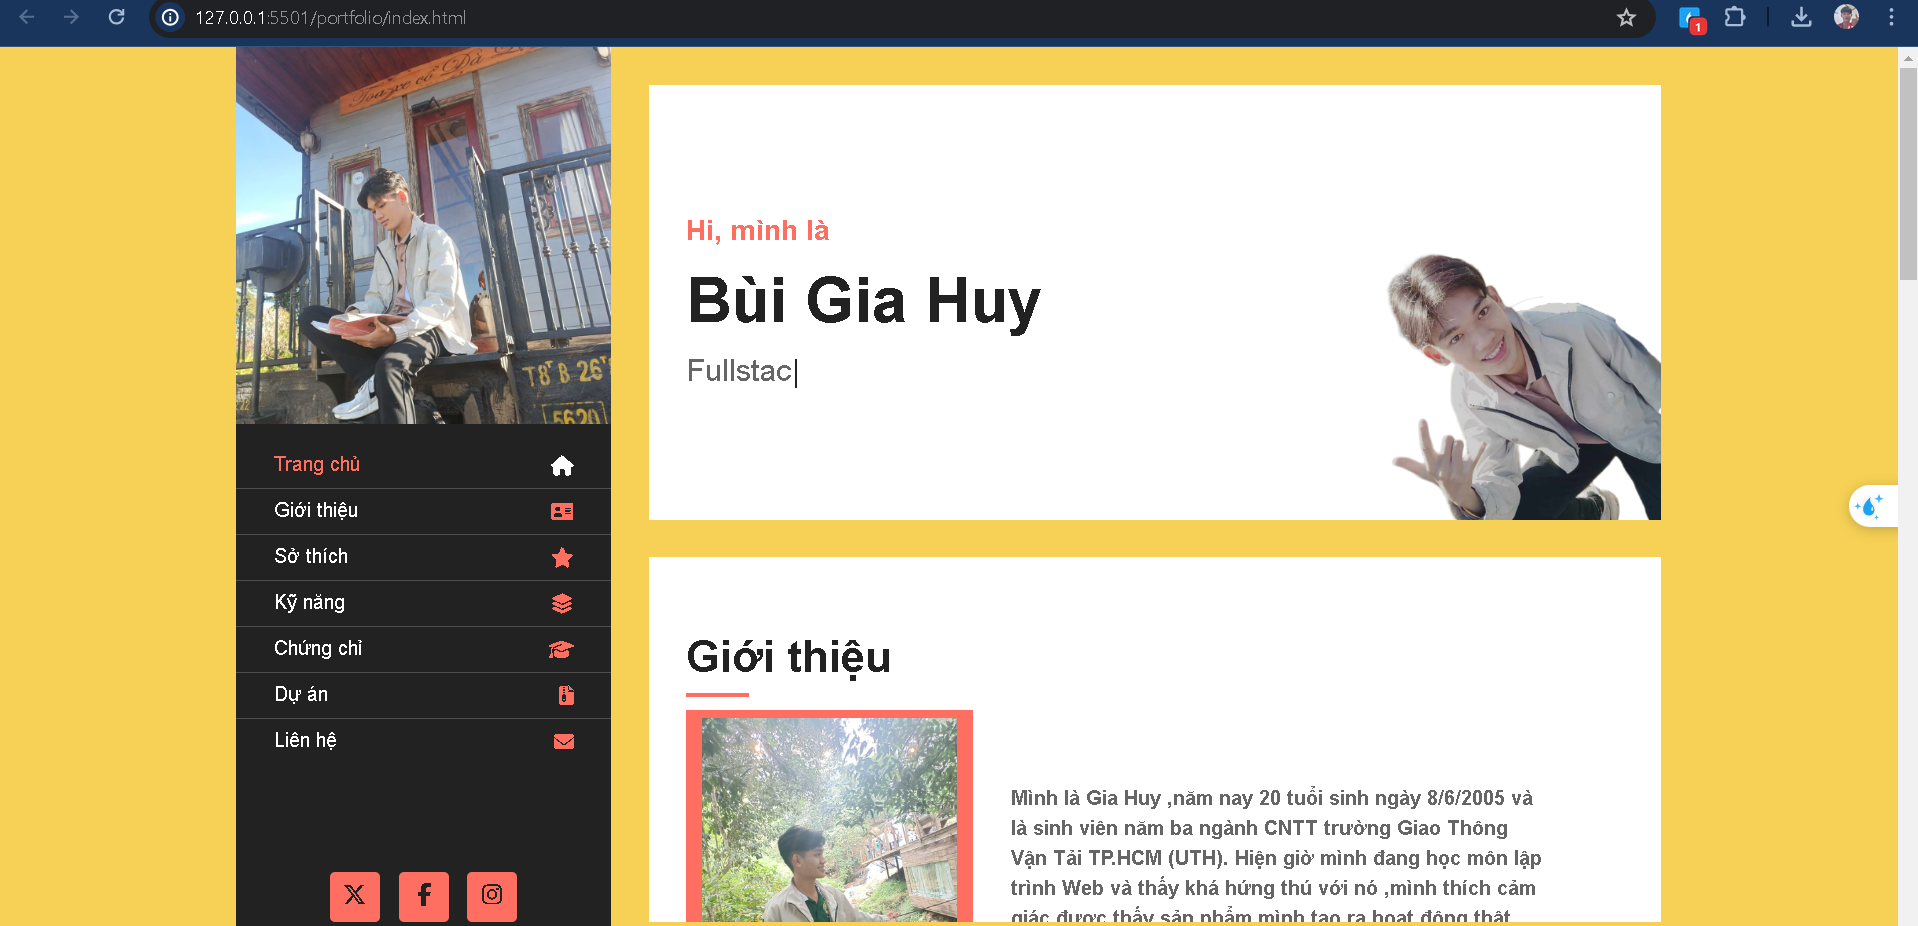 127.0.0.1:5501/portfolio/index.html
1
T8 B 26
5620
Trang chủ
Giới thiệu
Sở thích
Kỹ năng
Chứng chỉ
Dự án
Liên hệ
Hi, mình là
Bùi Gia Huy
Fullstac
Giới thiệu
Mình là Gia Huy ,năm nay 20 tuổi sinh ngày 8/6/2005 và
là sinh viên năm ba ngành CNTT trường Giao Thông
Vận Tải TP.HCM (UTH). Hiện giờ mình đang học môn lập
trình Web và thấy khá hứng thú với nó ,mình thích cảm
giác được thấy sản phẩm mình tạo ra hoạt động thật